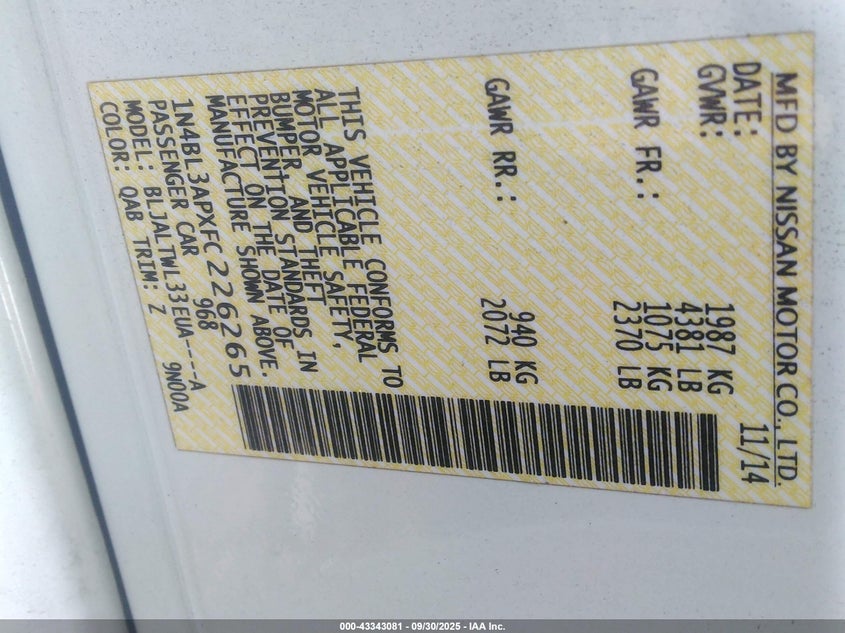 MFD BY NISSAN MOTOR CO., LTD.
DATE: 11/14
GVWR: 1987 KG
4381 LB
GAWR FR.: 1075 KG
2370 LB
GAWR RR.: 940 KG
2072 LB
THIS VEHICLE CONFORMS TO
ALL APPLICABLE FEDERAL
MOTOR VEHICLE SAFETY,
BUMPER, AND THEFT
PREVENTION STANDARDS IN
EFFECT ON THE DATE OF
MANUFACTURE SHOWN ABOVE.
1N4BL3APXFC226265
PASSENGER CAR 968
MODEL: BLJALTWL33EUA----A
COLOR: QAB TRIM: Z 9N00A
000-43343081 - 09/30/2025 - IAA Inc.